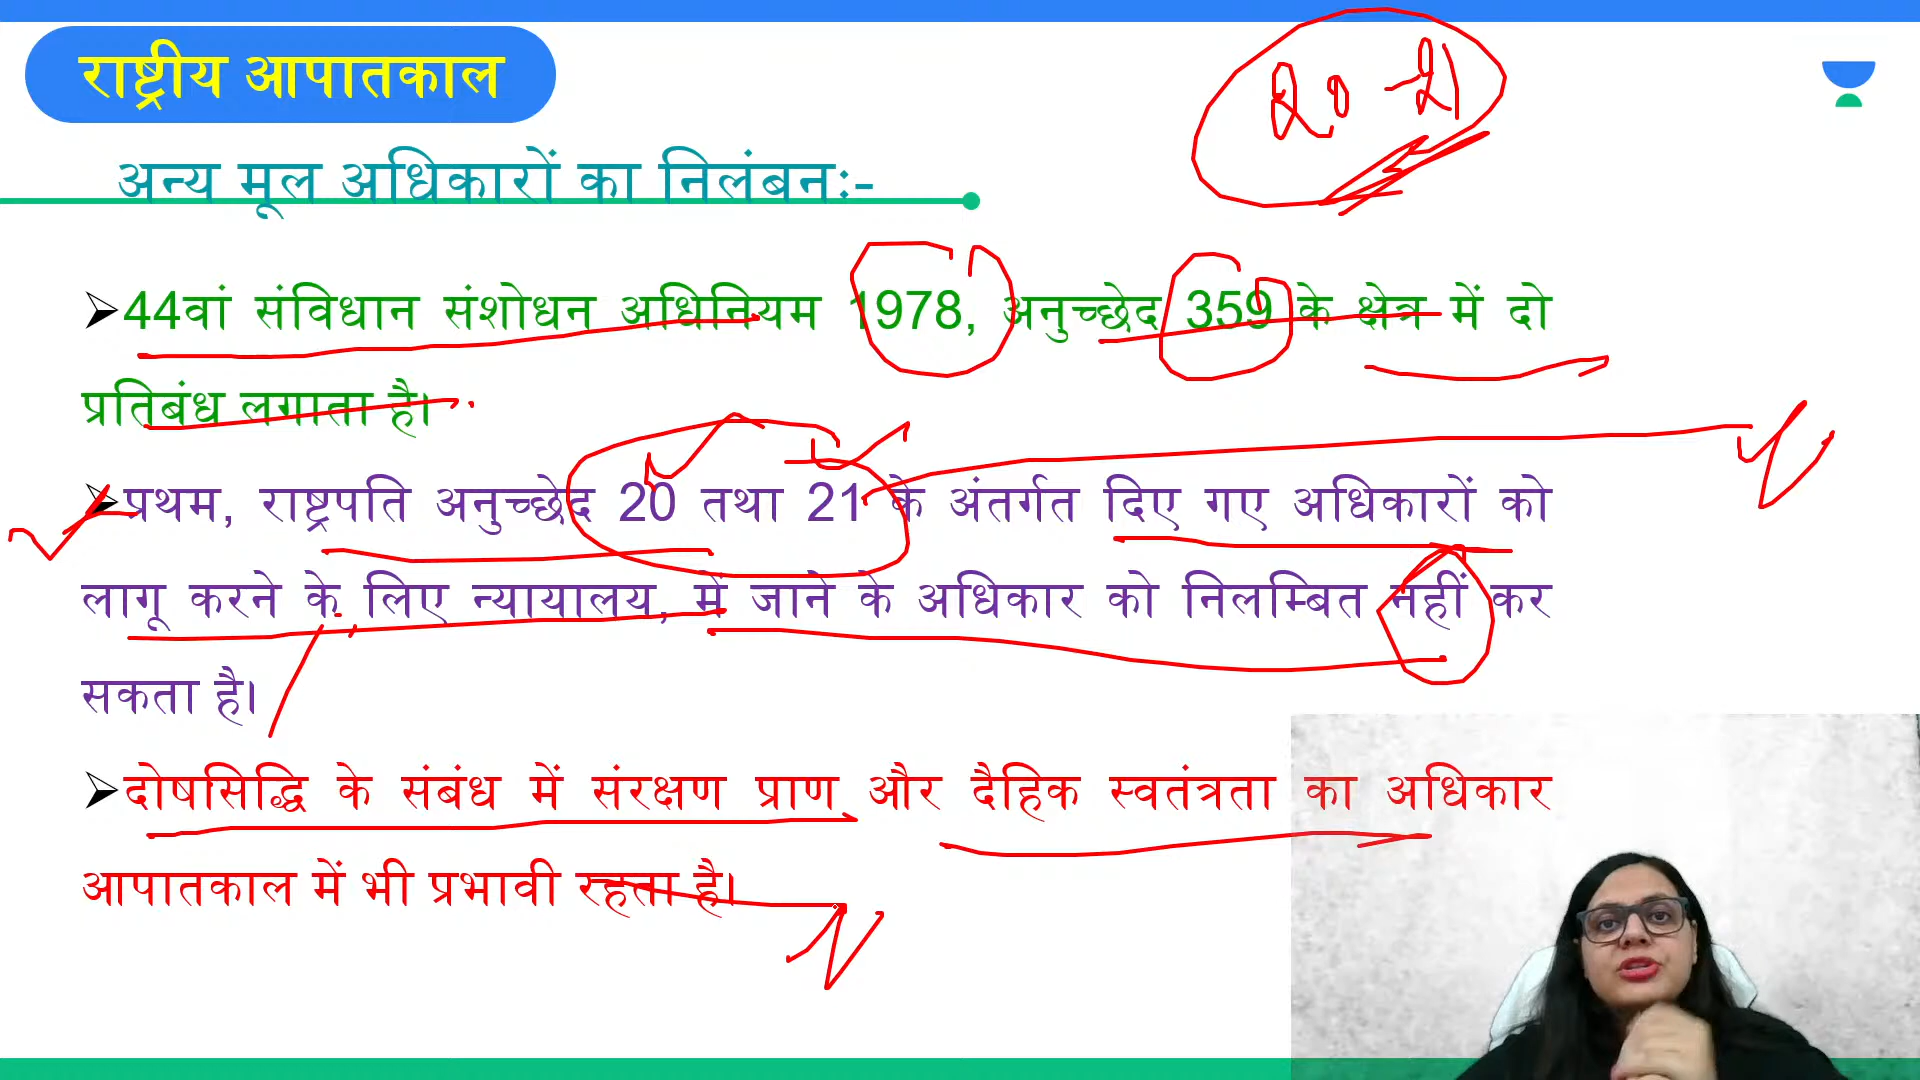 राष्ट्रीय आपातकाल
20-21
अन्य मूल अधिकारों का निलंबनः-
➢44वां संविधान संशोधन अधिनियम 1978, अनुच्छेद 359 के क्षेत्र में दो
प्रतिबंध लगाता है।
➢प्रथम, राष्ट्रपति अनुच्छेद 20 तथा 21 के अंतर्गत दिए गए अधिकारों को
लागू करने के लिए न्यायालय, में जाने के अधिकार को निलम्बित नहीं कर
सकता है।
➢दोषसिद्धि के संबंध में संरक्षण प्राण और दैहिक स्वतंत्रता का अधिकार
आपातकाल में भी प्रभावी रहता है।